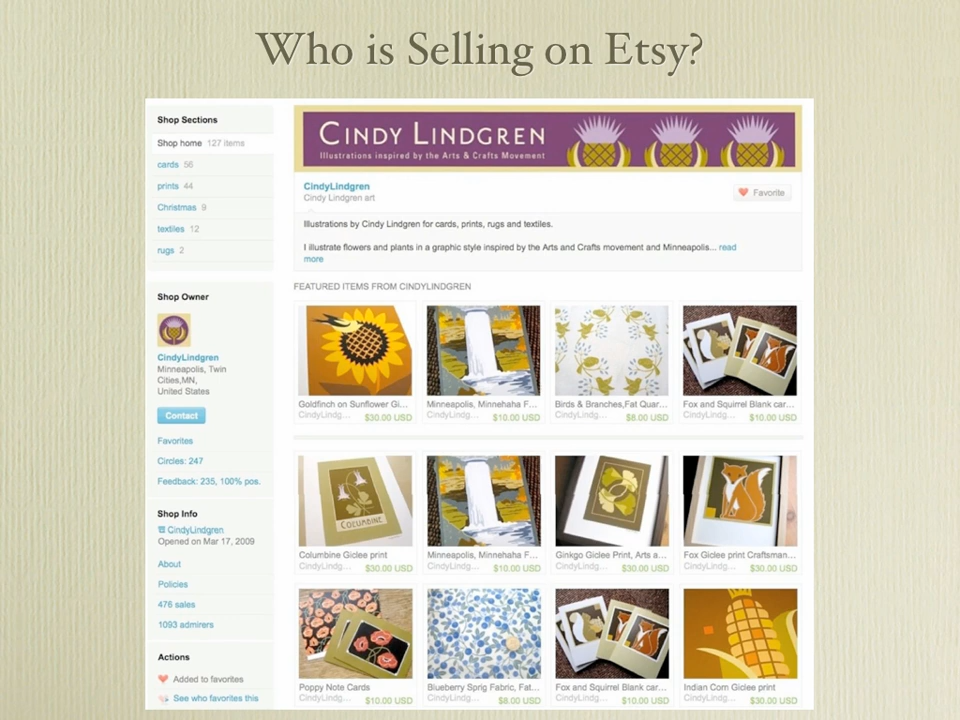 Who is Selling on Etsy?
Shop Sections
Shop home 127 items
cards 56
prints 44
Christmas 9
textiles 12
rugs 2
Shop Owner
CindyLindgren
Minneapolis, Twin
Cities,MN,
United States
Contact
Favorites
Circles: 247
Feedback: 235, 100% pos.
Shop Info
CindyLindgren
Opened on Mar 17, 2009
About
Policies
476 sales
1093 admirers
Actions
Added to favorites
See who favorites this
CINDY LINDGREN
Illustrations inspired by the Arts & Crafts Movement
CindyLindgren
Cindy Lindgren art
Favorite
Illustrations by Cindy Lindgren for cards, prints, rugs and textiles.
I illustrate flowers and plants in a graphic style inspired by the Arts and Crafts movement and Minneapolis... read
more
FEATURED ITEMS FROM CINDYLINDGREN
Goldfinch on Sunflower Gi...
CindyLindg... $30.00 USD
Minneapolis, Minnehaha F...
CindyLindg... $10.00 USD
Birds & Branches,Fat Quar...
CindyLindg... $8.00 USD
Fox and Squirrel Blank car...
CindyLindg... $10.00 USD
COLUMBINE
Columbine Giclee print
CindyLindg... $30.00 USD
Minneapolis, Minnehaha F...
CindyLindg... $10.00 USD
Ginkgo Giclee Print, Arts a...
CindyLindg... $30.00 USD
Fox Giclee print Craftsman...
CindyLindg... $30.00 USD
Poppy Note Cards
CindyLindg... $10.00 USD
Blueberry Sprig Fabric, Fat...
CindyLindg... $8.00 USD
Fox and Squirrel Blank car...
CindyLindg... $10.00 USD
Indian Corn Giclee print
CindyLindg... $30.00 USD